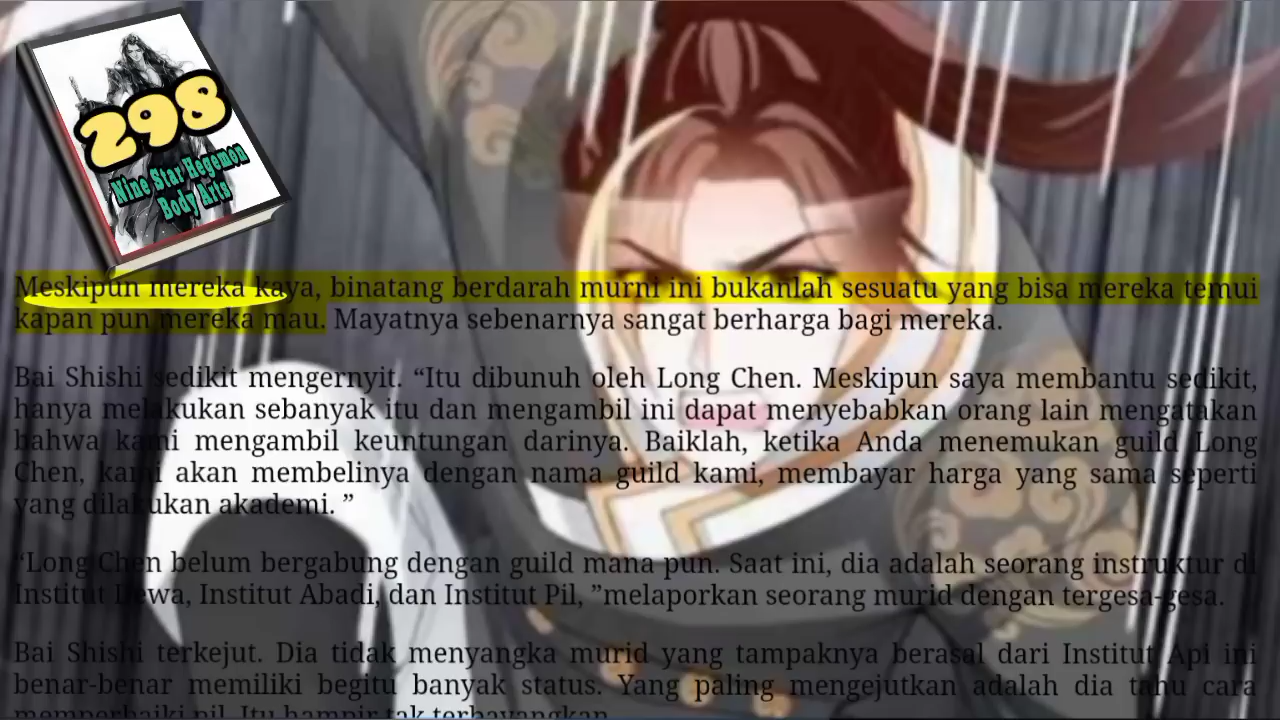 298
Nine Star Hegemon
Body Arts
Meskipun mereka kaya, binatang berdarah murni ini bukanlah sesuatu yang bisa mereka temui
kapan pun mereka mau. Mayatnya sebenarnya sangat berharga bagi mereka.
Bai Shishi sedikit mengernyit. “Itu dibunuh oleh Long Chen. Meskipun saya membantu sedikit,
hanya melakukan sebanyak itu dan mengambil ini dapat menyebabkan orang lain mengatakan
bahwa kami mengambil keuntungan darinya. Baiklah, ketika Anda menemukan guild Long
Chen, kami akan membelinya dengan nama guild kami, membayar harga yang sama seperti
yang dilakukan akademi. ”
“Long Chen belum bergabung dengan guild mana pun. Saat ini, dia adalah seorang instruktur di
Institut Dewa, Institut Abadi, dan Institut Pil, ”melaporkan seorang murid dengan tergesa-gesa.
Bai Shishi terkejut. Dia tidak menyangka murid yang tampaknya berasal dari Institut Api ini
benar-benar memiliki begitu banyak status. Yang paling mengejutkan adalah dia tahu cara
memperbaiki pil. Itu hampir tak terbayangkan.